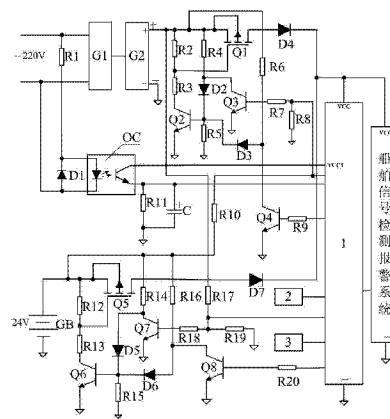 ~220V
R1
G1
G2
R2
R4
Q1
D4
R6
R3
D2
Q3
R7
R8
Q2
R5
D3
OC
D1
R11
C
R10
Q4
R9
VCC
1
船舶信号检测报警系统
R12
Q5
R14
R16
R17
D7
2
24V
GB
R13
Q7
D5
R18
R19
3
Q6
D6
R15
Q8
R20